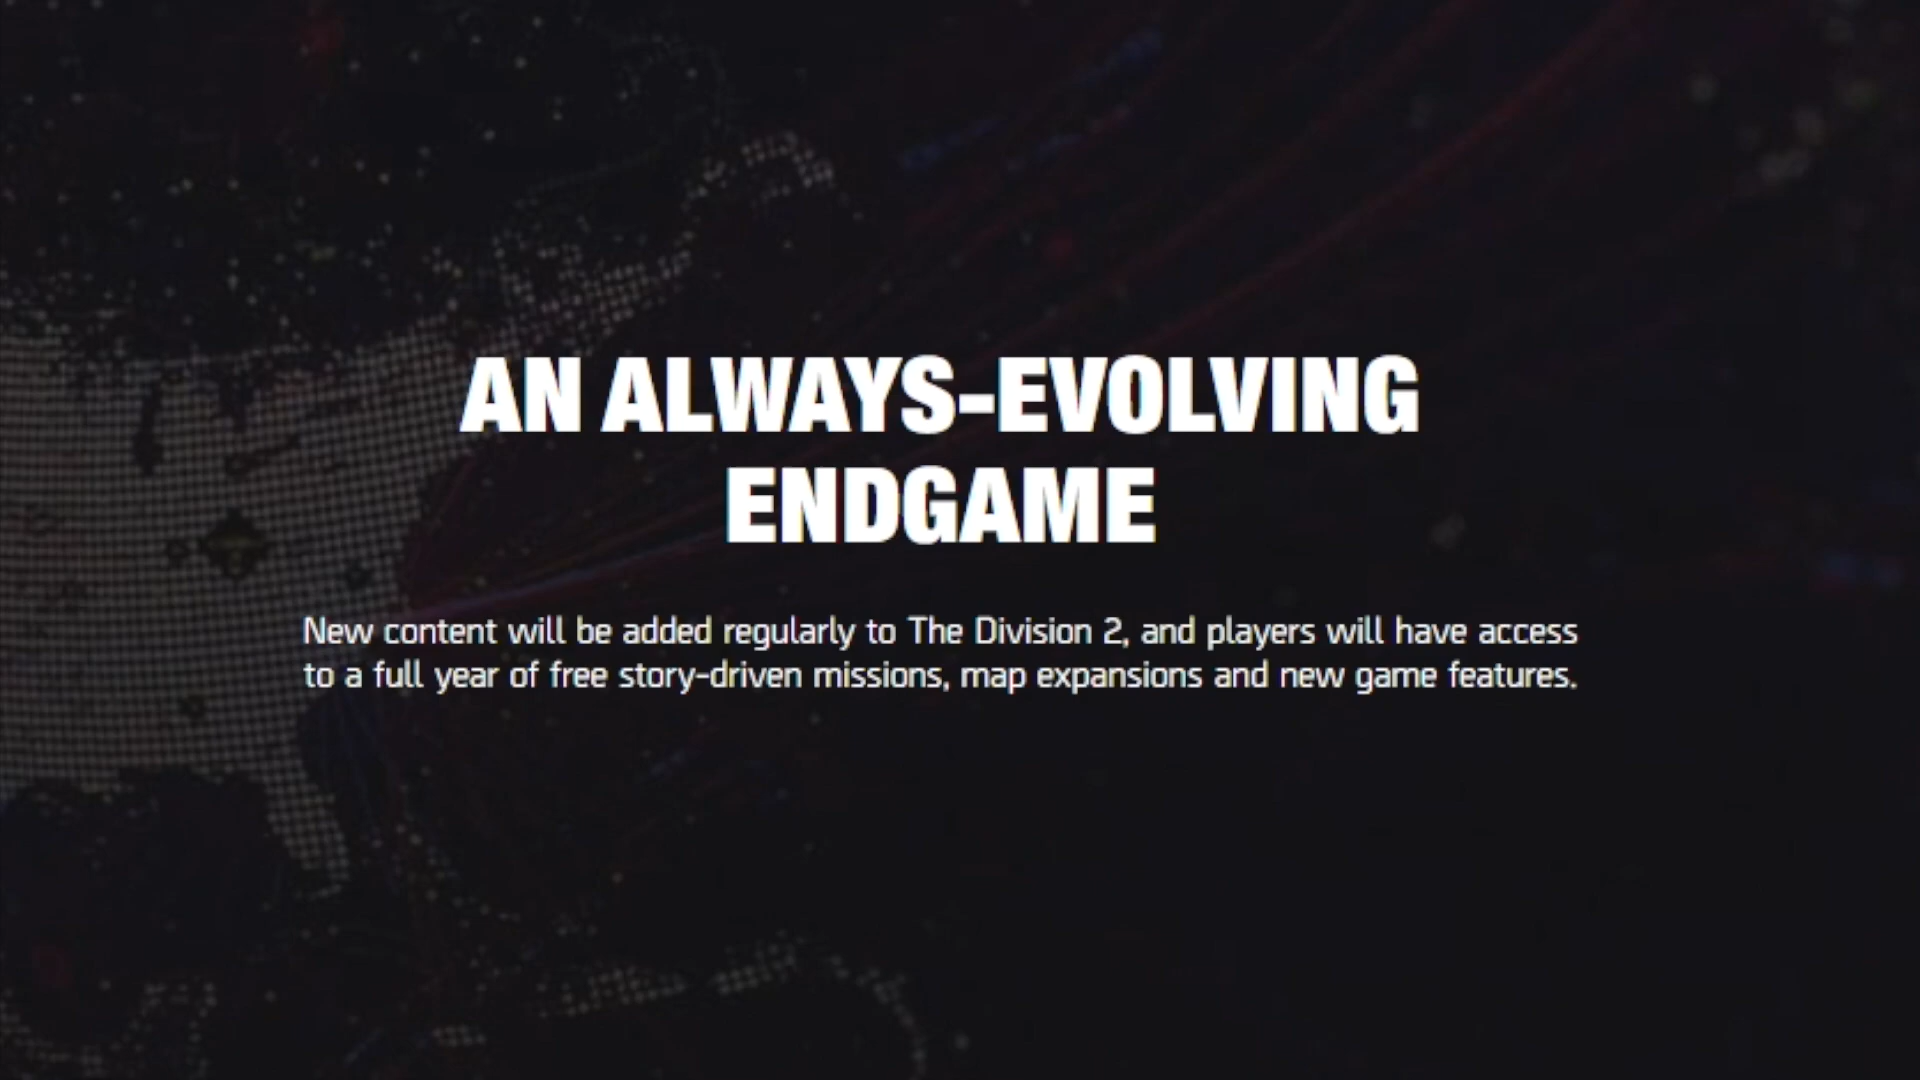 AN ALWAYS-EVOLVING
ENDGAME
New content will be added regularly to The Division 2, and players will have access
to a full year of free story-driven missions, map expansions and new game features.